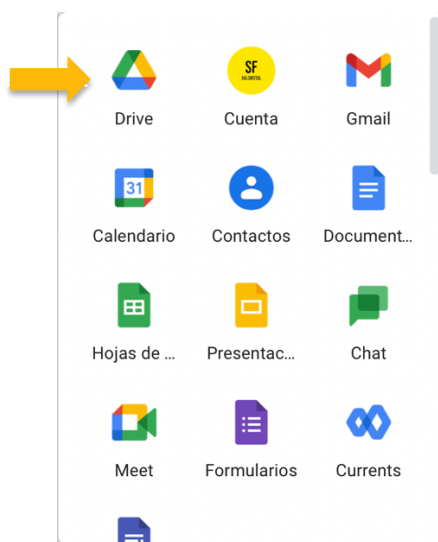 SF
Drive
Cuenta
Gmail
31
Calendario
Contactos
Document...
Hojas de ...
Presentac...
Chat
Meet
Formularios
Currents